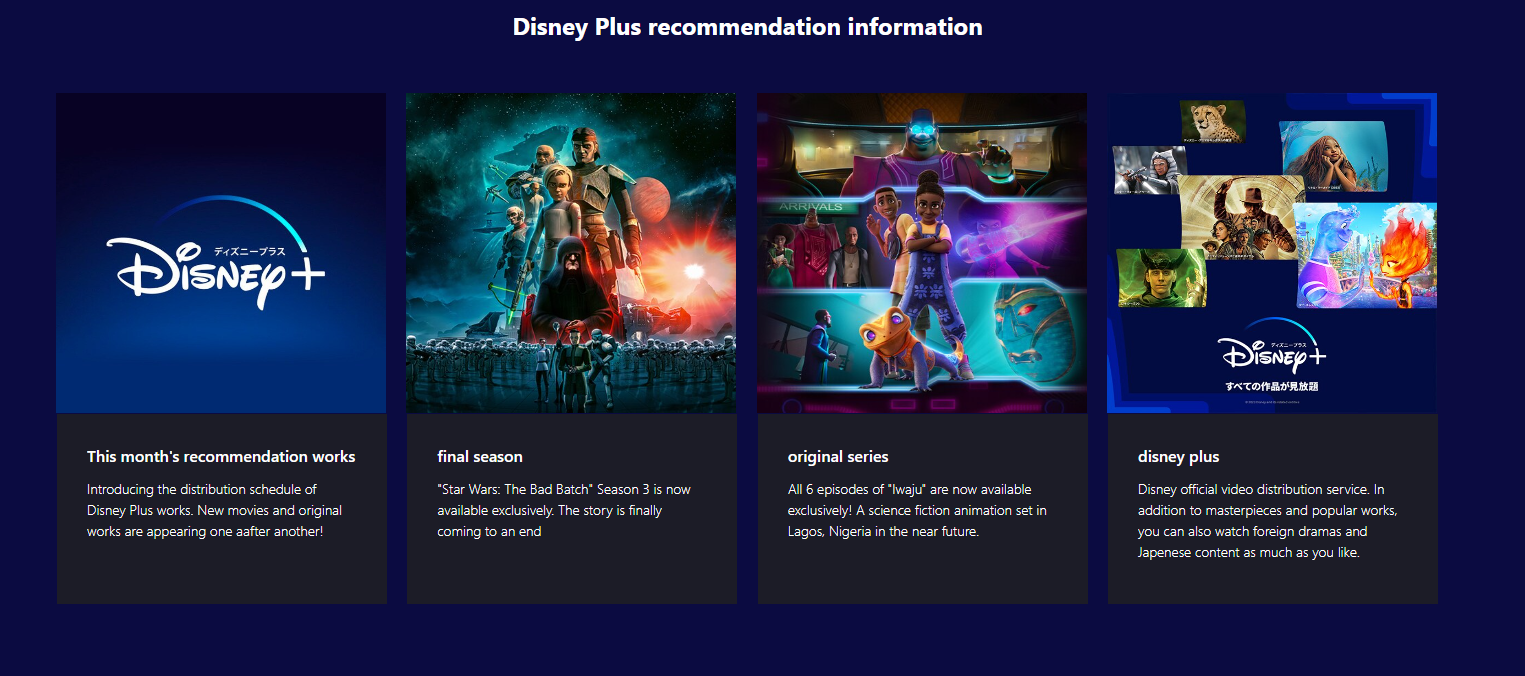 Disney Plus recommendation information
ディズニープラス
Disney+
ARRIVALS
ディズニープラス
Disney+
すべての作品が見放題
This month's recommendation works
Introducing the distribution schedule of
Disney Plus works. New movies and original
works are appearing one aafter another!
final season
"Star Wars: The Bad Batch" Season 3 is now
available exclusively. The story is finally
coming to an end
original series
All 6 episodes of "Iwaju" are now available
exclusively! A science fiction animation set in
Lagos, Nigeria in the near future.
disney plus
Disney official video distribution service. In
addition to masterpieces and popular works,
you can also watch foreign dramas and
Japenese content as much as you like.